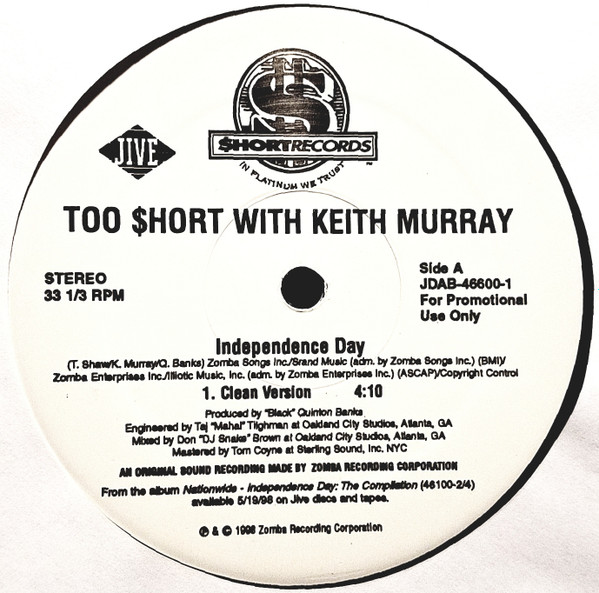 JIVE
$HORTRECORDS
IN PLATINUM WE TRUST
TM
TOO $HORT WITH KEITH MURRAY
STEREO
33 1/3 RPM
Side A
JDAB-46600-1
For Promotional
Use Only
Independence Day
(T. Shaw/K. Murray/Q. Banks) Zomba Songs Inc./Srand Music (adm. by Zomba Songs Inc.) (BMI)/
Zomba Enterprises Inc./Illiotic Music, Inc. (adm. by Zomba Enterprises Inc.) (ASCAP)/Copyright Control
1. Clean Version 4:10
Produced by "Black" Quinton Banks
Engineered by Taj "Mahal" Tilghman at Oakland City Studios, Atlanta, GA
Mixed by Don "DJ Snake" Brown at Oakland City Studios, Atlanta, GA
Mastered by Tom Coyne at Sterling Sound, Inc. NYC
AN ORIGINAL SOUND RECORDING MADE BY ZOMBA RECORDING CORPORATION
From the album Nationwide - Independence Day: The Compilation (46100-2/4)
available 5/19/98 on Jive discs and tapes.
℗ & © 1998 Zomba Recording Corporation